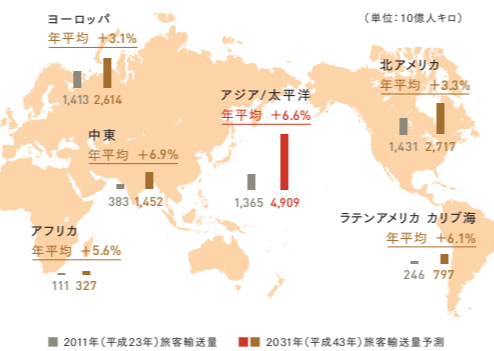 ヨーロッパ
年平均 +3.1%
1,413 2,614
(単位:10億人キロ)
北アメリカ
年平均 +3.3%
1,431 2,717
アジア/太平洋
年平均 +6.6%
1,365 4,909
中東
年平均 +6.9%
383 1,452
ラテンアメリカ カリブ海
年平均 +6.1%
246 797
アフリカ
年平均 +5.6%
111 327
2011年(平成23年)旅客輸送量 2031年(平成43年)旅客輸送量予測